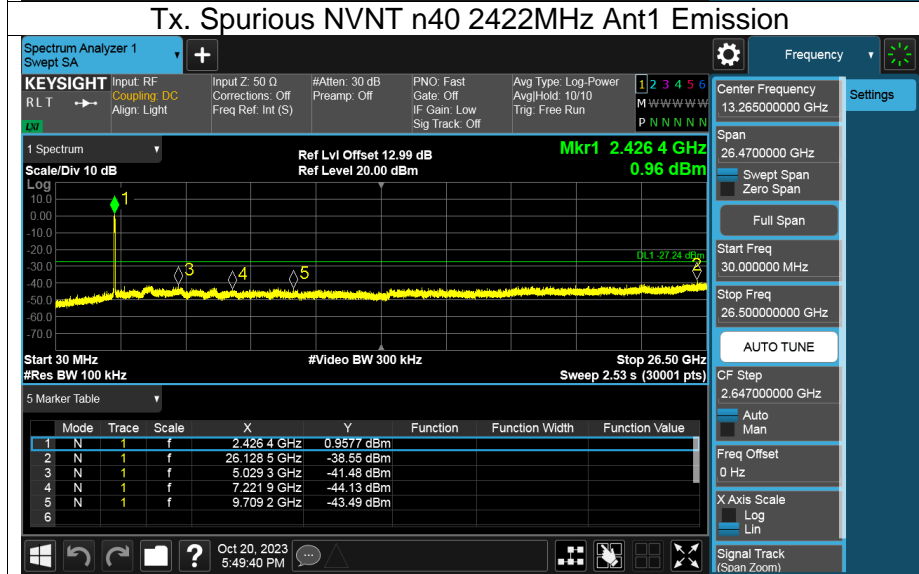 Tx. Spurious NVNT n40 2422MHz Ant1 Emission
Spectrum Analyzer 1
Swept SA
+
Frequency
KEYSIGHT
RLT
LXI
Input: RF
Coupling: DC
Align: Light
Input Z: 50 Ω
Corrections: Off
Freq Ref: Int (S)
#Atten: 30 dB
Preamp: Off
PNO: Fast
Gate: Off
IF Gain: Low
Sig Track: Off
Avg Type: Log-Power
Avg|Hold: 10/10
Trig: Free Run
1 2 3 4 5 6
M W W W W W
P N N N N N
1 Spectrum
Scale/Div 10 dB
Ref Lvl Offset 12.99 dB
Ref Level 20.00 dBm
Mkr1 2.426 4 GHz
0.96 dBm
Log
10.0
0.00
-10.0
-20.0
-30.0
-40.0
-50.0
-60.0
-70.0
1
3
4
5
2
DL1 -27.24 dBm
Start 30 MHz
#Res BW 100 kHz
#Video BW 300 kHz
Stop 26.50 GHz
Sweep 2.53 s (30001 pts)
5 Marker Table
Mode Trace Scale X Y Function Function Width Function Value
1 N 1 f 2.426 4 GHz 0.9577 dBm
2 N 1 f 26.128 5 GHz -38.55 dBm
3 N 1 f 5.029 3 GHz -41.48 dBm
4 N 1 f 7.221 9 GHz -44.13 dBm
5 N 1 f 9.709 2 GHz -43.49 dBm
6
?
Oct 20, 2023
5:49:40 PM
Center Frequency
13.265000000 GHz
Settings
Span
26.4700000 GHz
Swept Span
Zero Span
Full Span
Start Freq
30.000000 MHz
Stop Freq
26.500000000 GHz
AUTO TUNE
CF Step
2.647000000 GHz
Auto
Man
Freq Offset
0 Hz
X Axis Scale
Log
Lin
Signal Track
(Span Zoom)